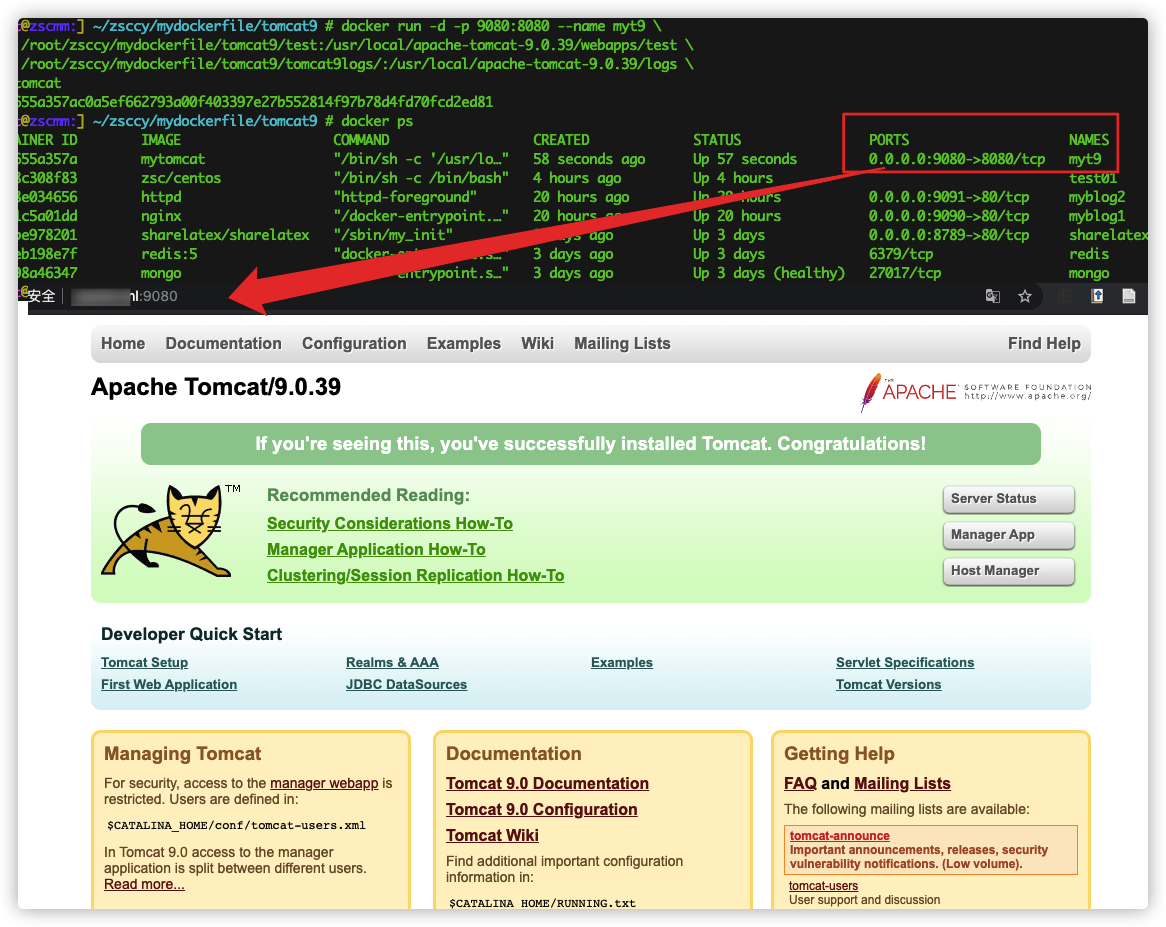 @zscmm:] ~/zsccy/mydockerfile/tomcat9 # docker run -d -p 9080:8080 --name myt9 \
/root/zsccy/mydockerfile/tomcat9/test:/usr/local/apache-tomcat-9.0.39/webapps/test \
/root/zsccy/mydockerfile/tomcat9/tomcat9logs/:/usr/local/apache-tomcat-9.0.39/logs \
tomcat
555a357ac0a5ef662793a00f403397e27b552814f97b78d4fd70fcd2ed81
@zscmm:] ~/zsccy/mydockerfile/tomcat9 # docker ps
AINER ID IMAGE COMMAND CREATED STATUS PORTS NAMES
555a357a mytomcat "/bin/sh -c '/usr/lo…" 58 seconds ago Up 57 seconds 0.0.0.0:9080->8080/tcp myt9
3c308f83 zsc/centos "/bin/sh -c /bin/bash" 4 hours ago Up 4 hours test01
3e034656 httpd "httpd-foreground" 20 hours ago Up 20 hours 0.0.0.0:9091->80/tcp myblog2
1c5a01dd nginx "/docker-entrypoint.…" 20 hours ago Up 20 hours 0.0.0.0:9090->80/tcp myblog1
be978201 sharelatex/sharelatex "/sbin/my_init" days ago Up 3 days 0.0.0.0:8789->80/tcp sharelatex
eb198e7f redis:5 "docker-entrypoint.s…" 3 days ago Up 3 days 6379/tcp redis
98a46347 mongo entrypoint.s…" 3 days ago Up 3 days (healthy) 27017/tcp mongo
安全 :9080
Home Documentation Configuration Examples Wiki Mailing Lists Find Help
Apache Tomcat/9.0.39
THE APACHE SOFTWARE FOUNDATION
http://www.apache.org/
If you're seeing this, you've successfully installed Tomcat. Congratulations!
TM
Recommended Reading:
Security Considerations How-To
Manager Application How-To
Clustering/Session Replication How-To
Server Status
Manager App
Host Manager
Developer Quick Start
Tomcat Setup Realms & AAA Examples Servlet Specifications
First Web Application JDBC DataSources Tomcat Versions
Managing Tomcat
For security, access to the manager webapp is
restricted. Users are defined in:
$CATALINA_HOME/conf/tomcat-users.xml
In Tomcat 9.0 access to the manager
application is split between different users.
Read more...
Documentation
Tomcat 9.0 Documentation
Tomcat 9.0 Configuration
Tomcat Wiki
Find additional important configuration
information in:
$CATALINA_HOME/RUNNING.txt
Getting Help
FAQ and Mailing Lists
The following mailing lists are available:
tomcat-announce
Important announcements, releases, security
vulnerability notifications. (Low volume).
tomcat-users
User support and discussion